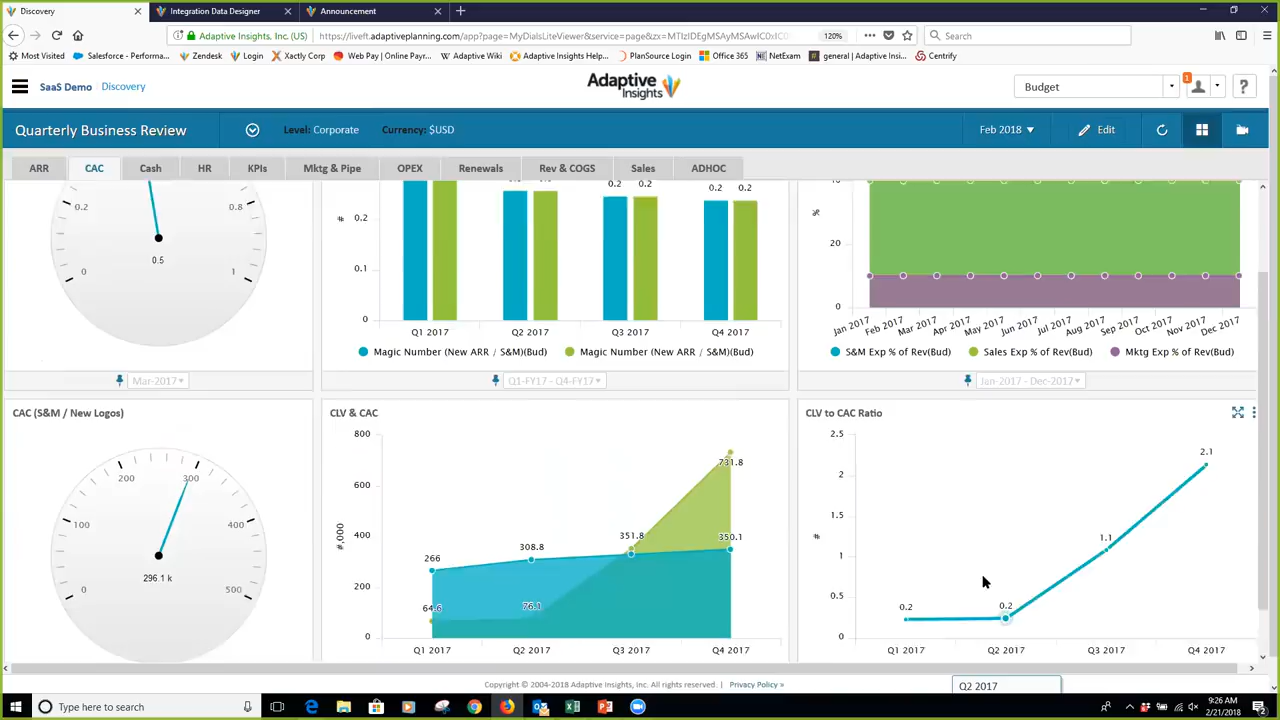 Discovery
Integration Data Designer
Announcement
Adaptive Insights, Inc. (US)
120%
Search
Most Visited
Salesforce - Performa...
Zendesk
Login
Xactly Corp
Web Pay | Online Payr...
Adaptive Wiki
Adaptive Insights Help...
PlanSource Login
Office 365
NetExam
general | Adaptive Insi...
Centrify
SaaS Demo
Discovery
Adaptive
Insights
Budget
1
?
Quarterly Business Review
Level: Corporate
Currency: $USD
Feb 2018
Edit
ARR
CAC
Cash
HR
KPIs
Mktg & Pipe
OPEX
Renewals
Rev & COGS
Sales
ADHOC
0.2
0.8
0.5
0
1
Mar-2017
#
0.2
0.1
0
0.2 0.2
0.2 0.2
Q1 2017
Q2 2017
Q3 2017
Q4 2017
Magic Number (New ARR / S&M)(Bud)
Magic Number (New ARR / S&M)(Bud)
Q1-FY17 - Q4-FY17
%
20
0
Jan 2017
Feb 2017
Mar 2017
Apr 2017
May 2017
Jun 2017
Jul 2017
Aug 2017
Sep 2017
Oct 2017
Nov 2017
Dec 2017
S&M Exp % of Rev(Bud)
Sales Exp % of Rev(Bud)
Mktg Exp % of Rev(Bud)
Jan-2017 - Dec-2017
CAC (S&M / New Logos)
200
300
100
400
0
500
296.1 k
CLV & CAC
#,000
800
600
400
200
0
266
308.8
351.8
731.8
350.1
64.6
76.1
Q1 2017
Q2 2017
Q3 2017
Q4 2017
CLV to CAC Ratio
#
2.5
2
1.5
1
0.5
0
0.2
0.2
1.1
2.1
Q1 2017
Q2 2017
Q3 2017
Q4 2017
Copyright © 2004-2018 Adaptive Insights, Inc. All rights reserved. | Privacy Policy »
Q2 2017
Type here to search
9:26 AM
2/21/2018